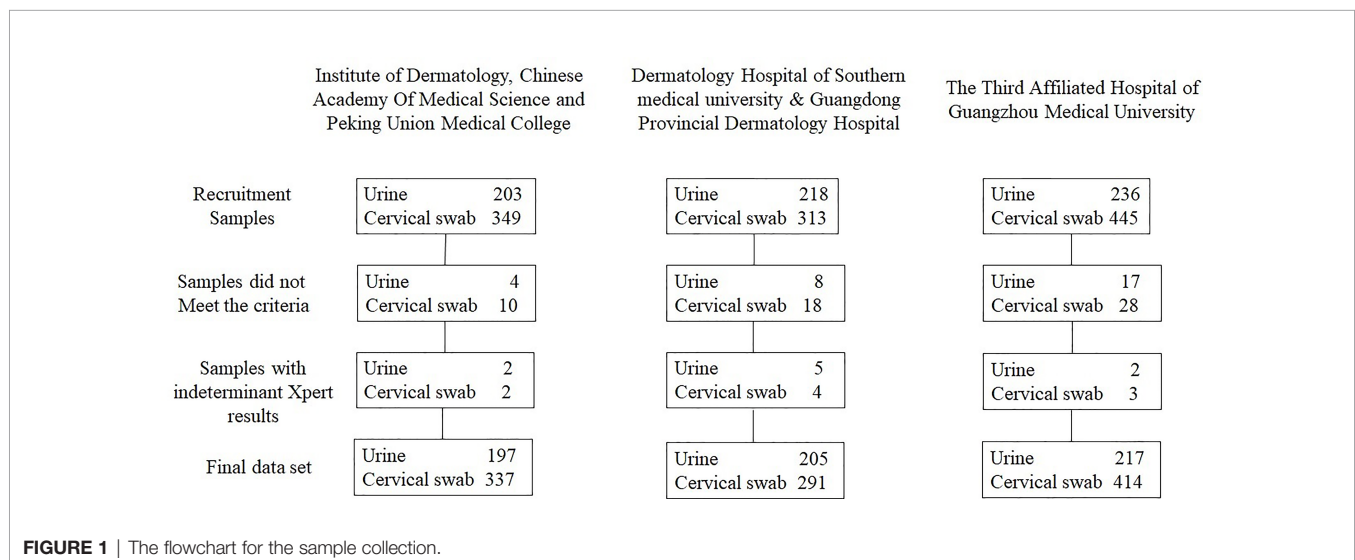 Institute of Dermatology, Chinese
Academy Of Medical Science and
Peking Union Medical College
Dermatology Hospital of Southern
medical university & Guangdong
Provincial Dermatology Hospital
The Third Affiliated Hospital of
Guangzhou Medical University
Recruitment
Samples
Urine 203
Cervical swab 349
Urine 218
Cervical swab 313
Urine 236
Cervical swab 445
Samples did not
Meet the criteria
Urine 4
Cervical swab 10
Urine 8
Cervical swab 18
Urine 17
Cervical swab 28
Samples with
indeterminant Xpert
results
Urine 2
Cervical swab 2
Urine 5
Cervical swab 4
Urine 2
Cervical swab 3
Final data set
Urine 197
Cervical swab 337
Urine 205
Cervical swab 291
Urine 217
Cervical swab 414
FIGURE 1 | The flowchart for the sample collection.